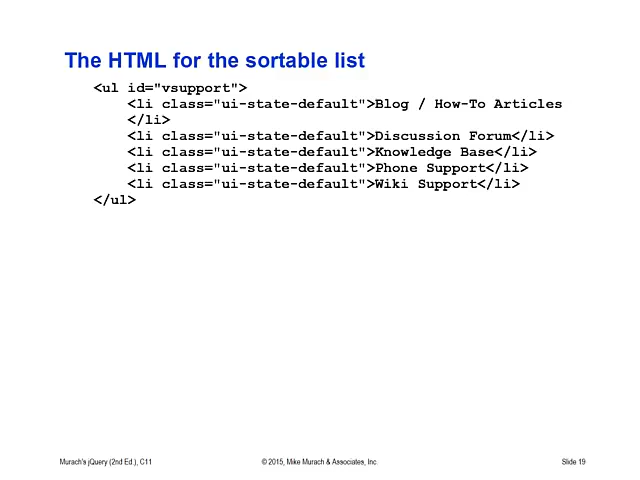 The HTML for the sortable list
<ul id="vsupport">
<li class="ui-state-default">Blog / How-To Articles
</li>
<li class="ui-state-default">Discussion Forum</li>
<li class="ui-state-default">Knowledge Base</li>
<li class="ui-state-default">Phone Support</li>
<li class="ui-state-default">Wiki Support</li>
</ul>
Murach's jQuery (2nd Ed.), C11 © 2015, Mike Murach & Associates, Inc. Slide 19